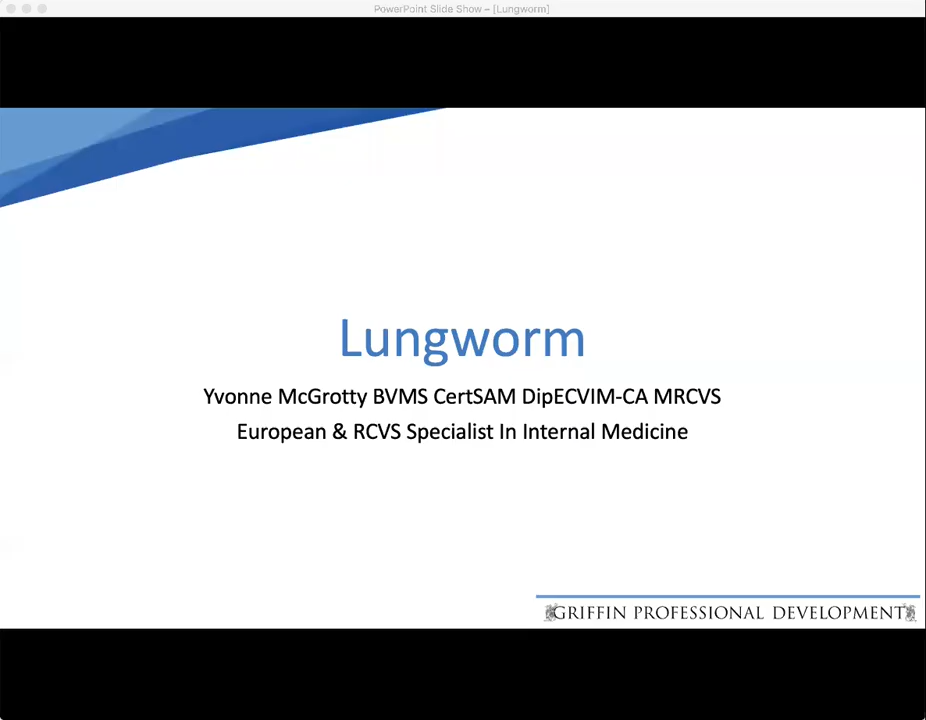 PowerPoint Slide Show – [Lungworm]
Lungworm
Yvonne McGrotty BVMS CertSAM DipECVIM-CA MRCVS
European & RCVS Specialist In Internal Medicine
GRIFFIN PROFESSIONAL DEVELOPMENT